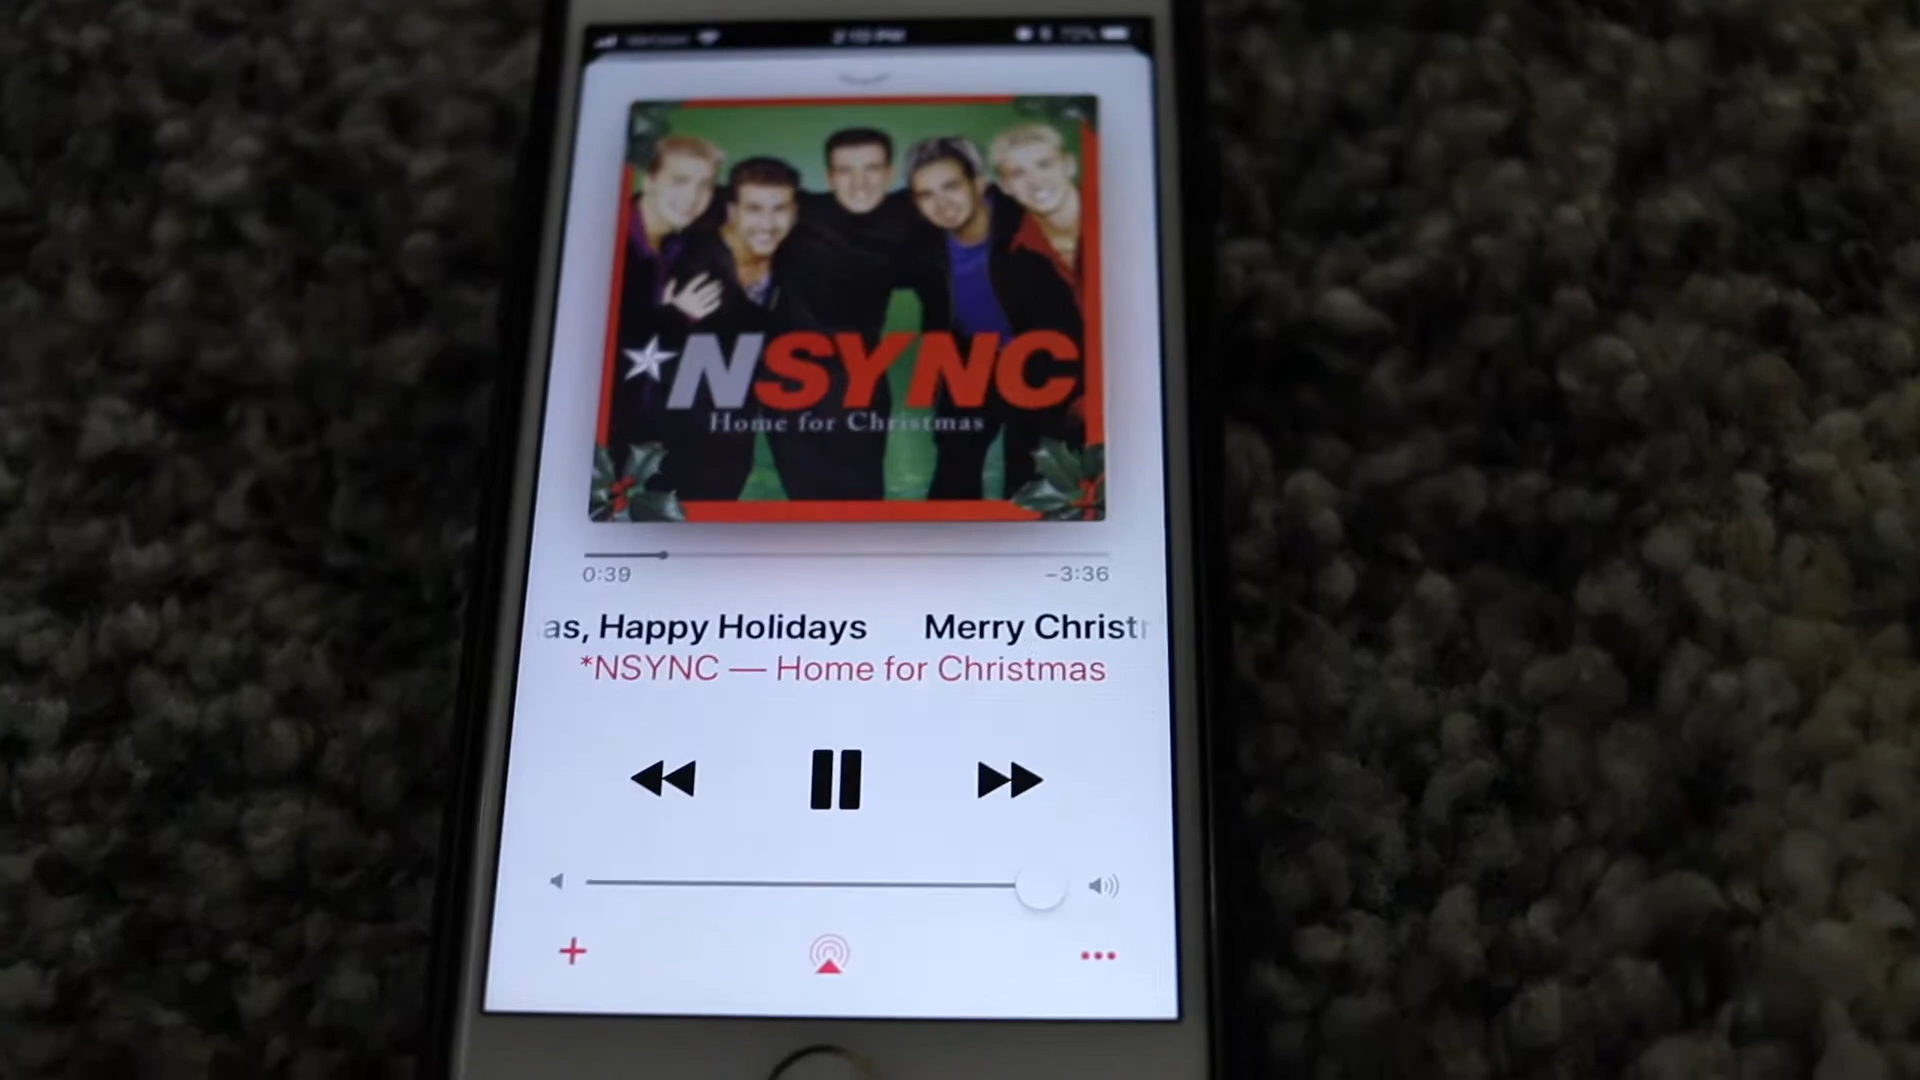 *NSYNC
Home for Christmas
0:39 -3:36
as, Happy Holidays Merry Christ
*NSYNC — Home for Christmas